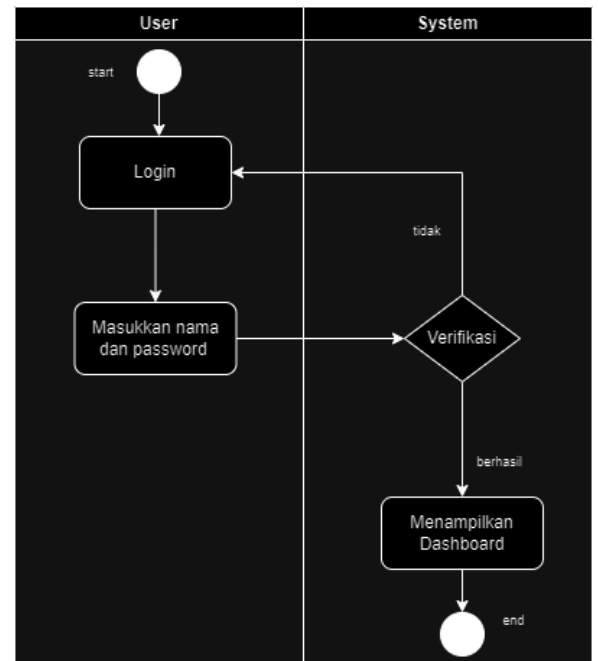 User
System
start
Login
tidak
Masukkan nama
dan password
Verifikasi
berhasil
Menampilkan
Dashboard
end